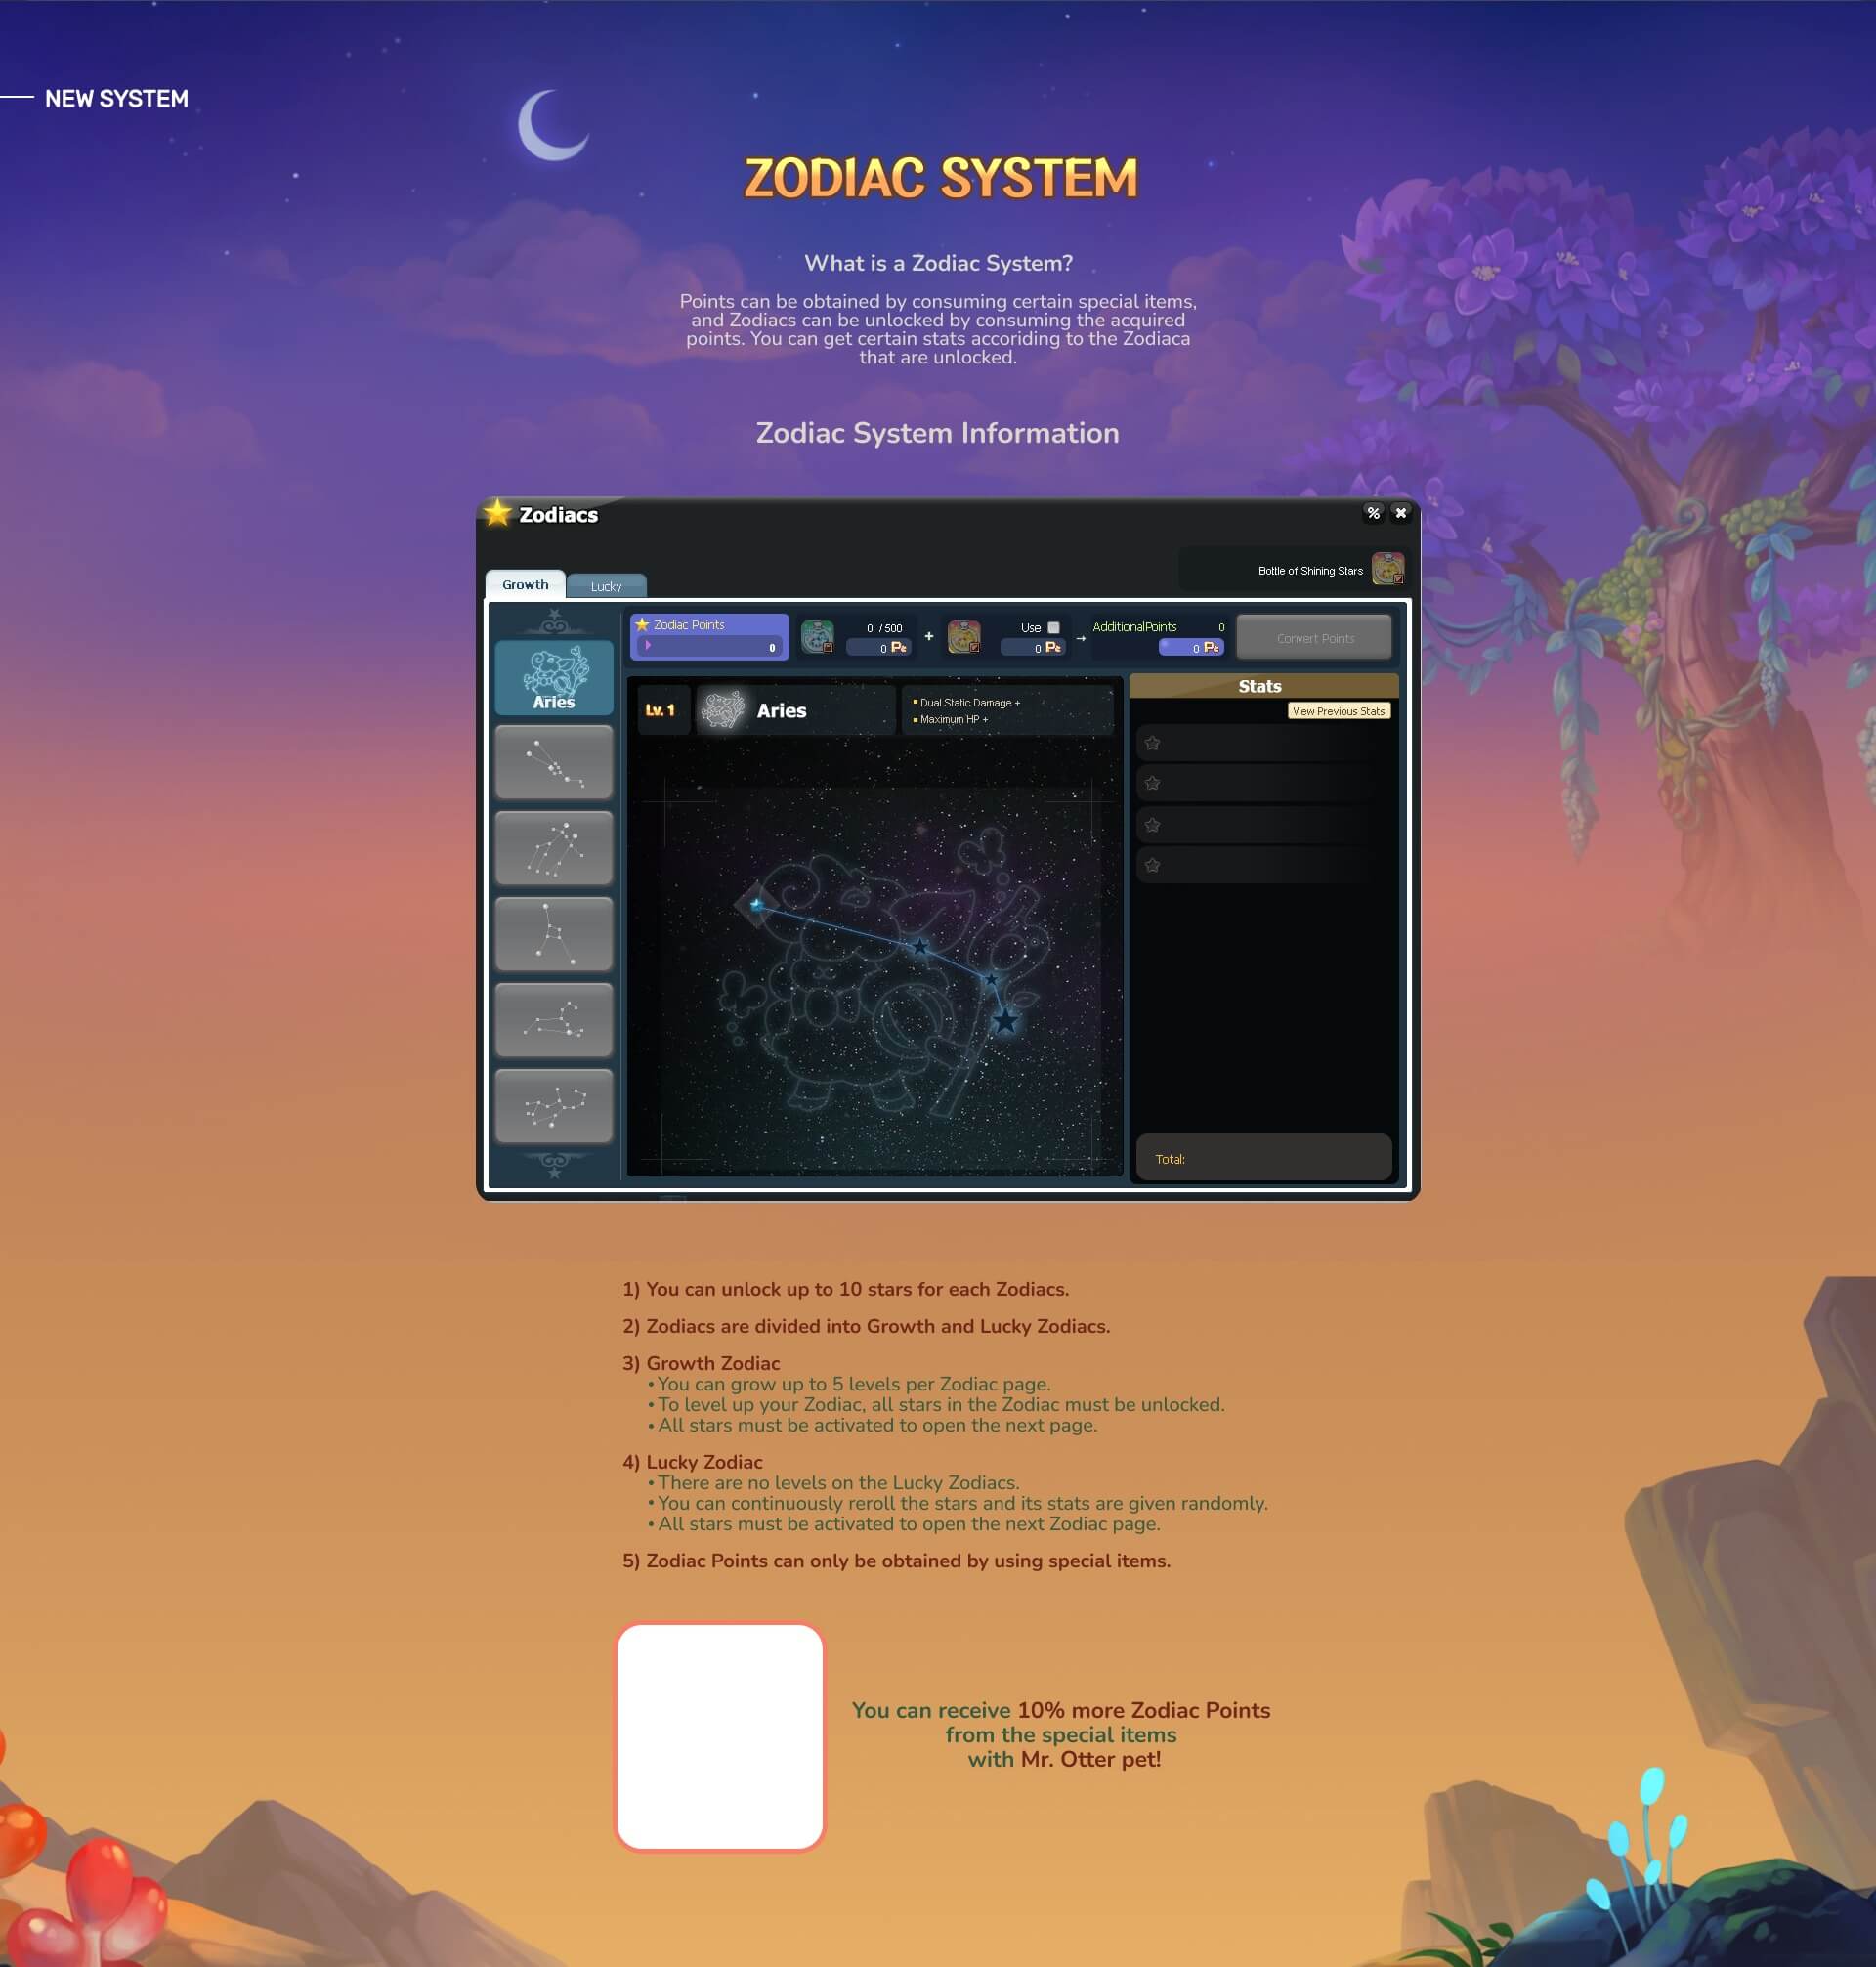 NEW SYSTEM
ZODIAC SYSTEM
What is a Zodiac System?
Points can be obtained by consuming certain special items,
and Zodiacs can be unlocked by consuming the acquired
points. You can get certain stats accoriding to the Zodiaca
that are unlocked.
Zodiac System Information
Zodiacs
Bottle of Shining Stars
Growth
Lucky
Zodiac Points
0
0 / 500
0 Pt
+
Use
0 Pt
→
AdditionalPoints 0
0 Pt
Convert Points
Aries
Lv. 1
Aries
Dual Static Damage +
Maximum HP +
Stats
View Previous Stats
Total:
1) You can unlock up to 10 stars for each Zodiacs.
2) Zodiacs are divided into Growth and Lucky Zodiacs.
3) Growth Zodiac
• You can grow up to 5 levels per Zodiac page.
• To level up your Zodiac, all stars in the Zodiac must be unlocked.
• All stars must be activated to open the next page.
4) Lucky Zodiac
• There are no levels on the Lucky Zodiacs.
• You can continuously reroll the stars and its stats are given randomly.
• All stars must be activated to open the next Zodiac page.
5) Zodiac Points can only be obtained by using special items.
You can receive 10% more Zodiac Points
from the special items
with Mr. Otter pet!